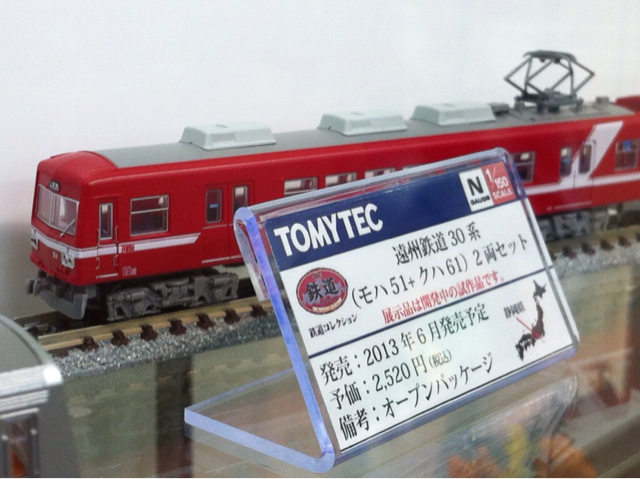 TOMYTEC
N
GAUGE
1/150
SCALE
遠州鉄道30系
(モハ51+クハ61) 2両セット
鉄道
鉄道コレクション
展示品は開発中の試作品です。
静岡県
発売：2013年6月発売予定
予価：2,520円(税込)
備考：オープンパッケージ